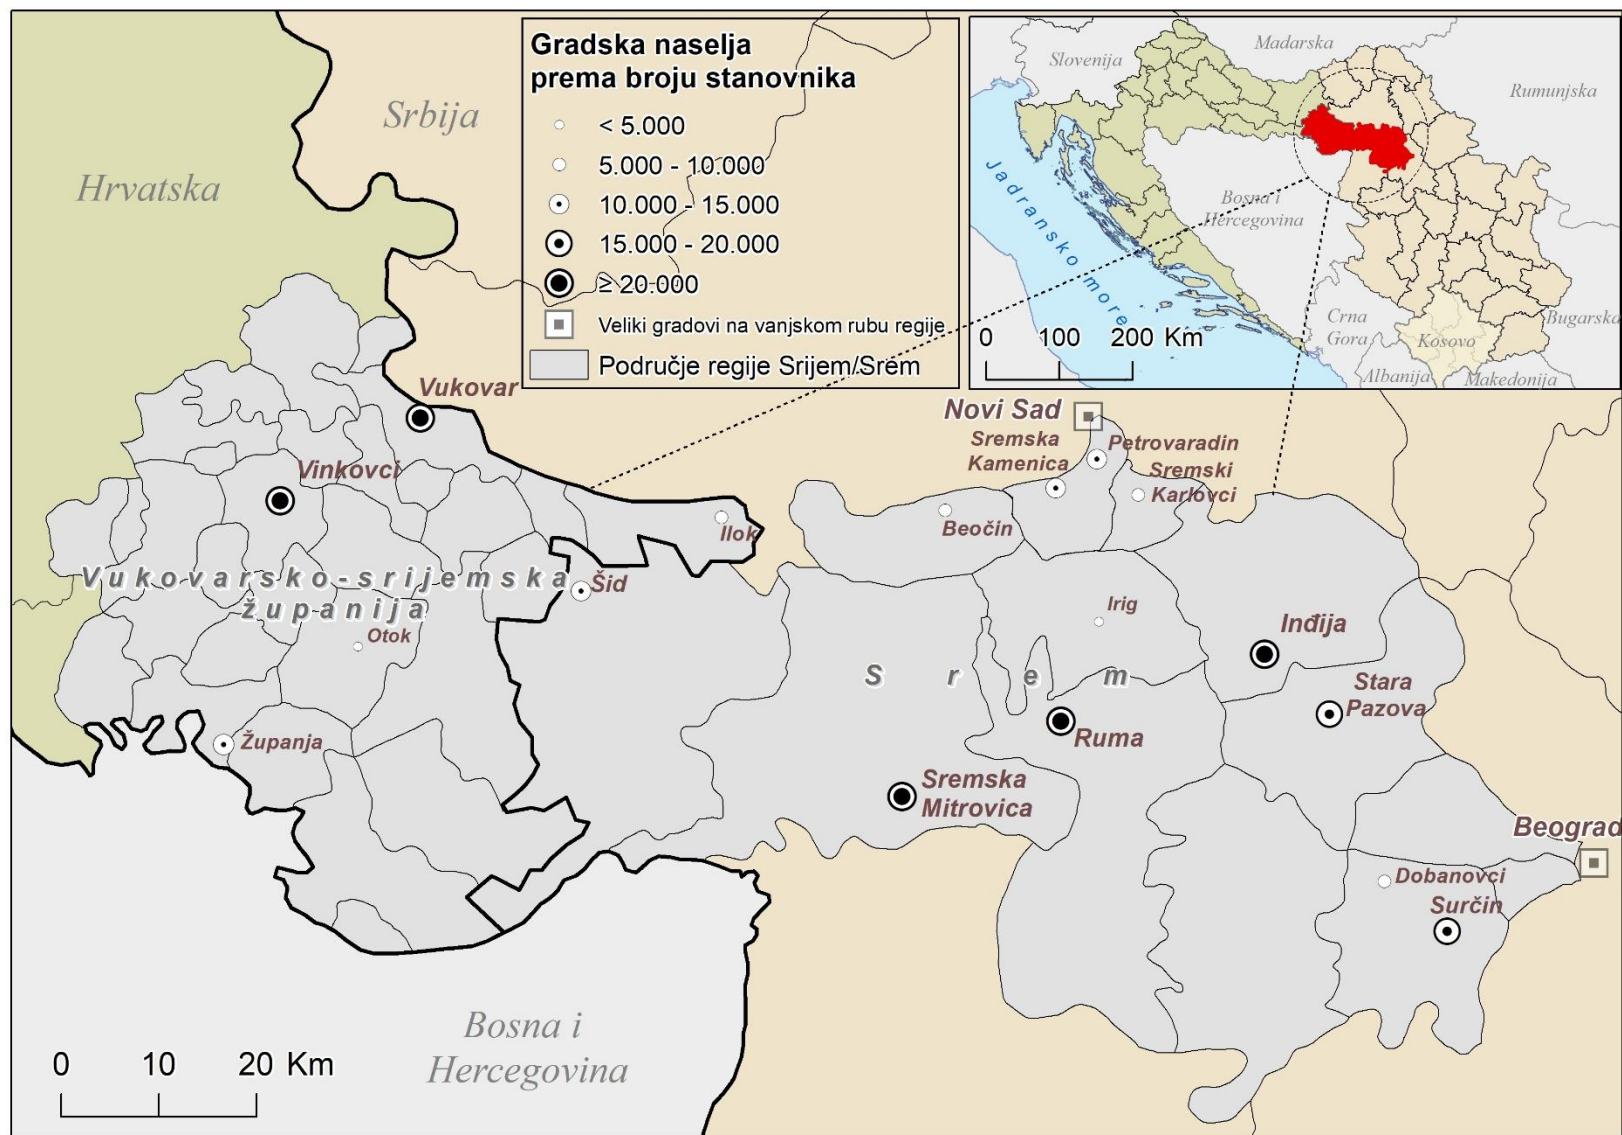 Gradska naselja
prema broju stanovnika
< 5.000
5.000 - 10.000
10.000 - 15.000
15.000 - 20.000
≥ 20.000
Veliki gradovi na vanjskom rubu regije
Područje regije Srijem/Srem
Slovenija
Madarska
Rumunjska
Jadransko more
Bosna i
Hercegovina
Crna
Gora
Kosovo
Bugarska
Albanija
Makedonija
0 100 200 Km
Srbija
Hrvatska
Vukovar
Vinkovci
Novi Sad
Sremska
Kamenica
Petrovaradin
Sremski
Karlovci
Beočin
Ilok
Vukovarsko-srijemska
županija
Šid
Otok
Irig
Inđija
Srem
Stara
Pazova
Ruma
Županja
Sremska
Mitrovica
Beograd
Dobanovci
Surčin
Bosna i
Hercegovina
0 10 20 Km